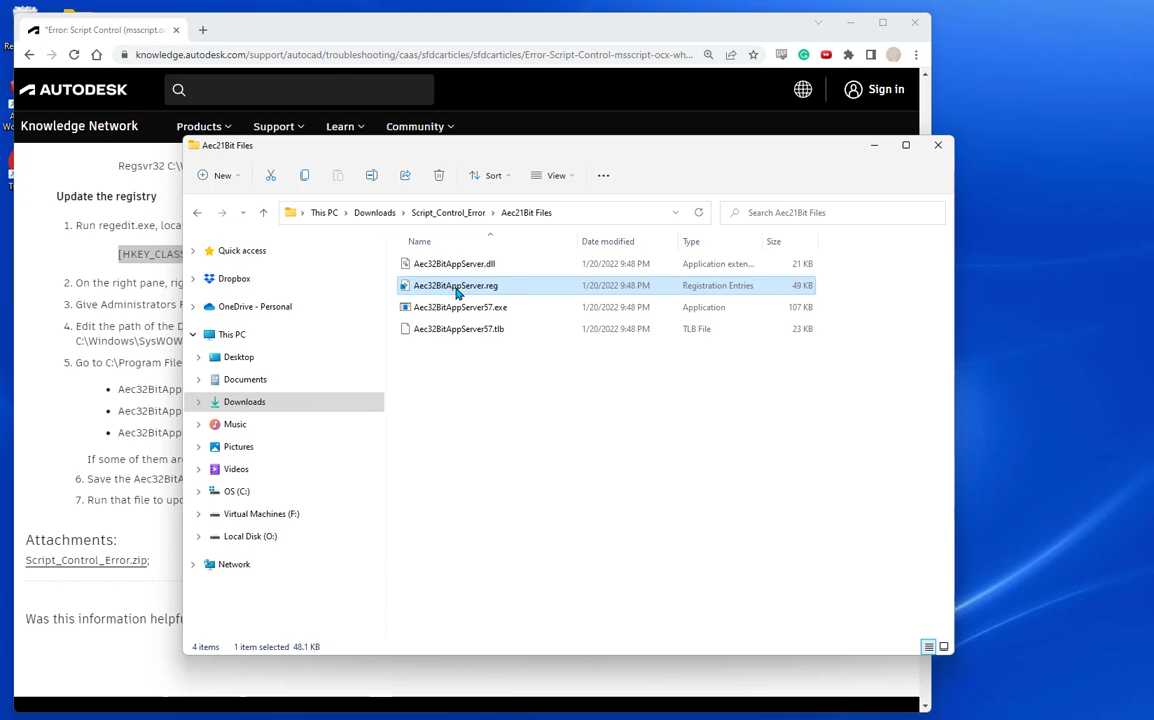 "Error: Script Control (msscript.oc
knowledge.autodesk.com/support/autocad/troubleshooting/caas/sfdcarticles/sfdcarticles/Error-Script-Control-msscript-ocx-wh...
AUTODESK
Sign in
Knowledge Network
Products
Support
Learn
Community
Regsvr32 C:\
Update the registry
1. Run regedit.exe, loca
[HKEY_CLASS
2. On the right pane, rig
3. Give Administrators F
4. Edit the path of the D
C:\Windows\SysWOW
5. Go to C:\Program File
Aec32BitApp
Aec32BitApp
Aec32BitApp
If some of them are
6. Save the Aec32BitA
7. Run that file to upd
Attachments:
Script_Control_Error.zip;
Was this information helpfu
Aec21Bit Files
New
Sort
View
This PC > Downloads > Script_Control_Error > Aec21Bit Files
Search Aec21Bit Files
Quick access
Dropbox
OneDrive - Personal
This PC
Desktop
Documents
Downloads
Music
Pictures
Videos
OS (C:)
Virtual Machines (F:)
Local Disk (O:)
Network
Name Date modified Type Size
Aec32BitAppServer.dll 1/20/2022 9:48 PM Application exten... 21 KB
Aec32BitAppServer.reg 1/20/2022 9:48 PM Registration Entries 49 KB
Aec32BitAppServer57.exe 1/20/2022 9:48 PM Application 107 KB
Aec32BitAppServer57.tlb 1/20/2022 9:48 PM TLB File 23 KB
4 items 1 item selected 48.1 KB